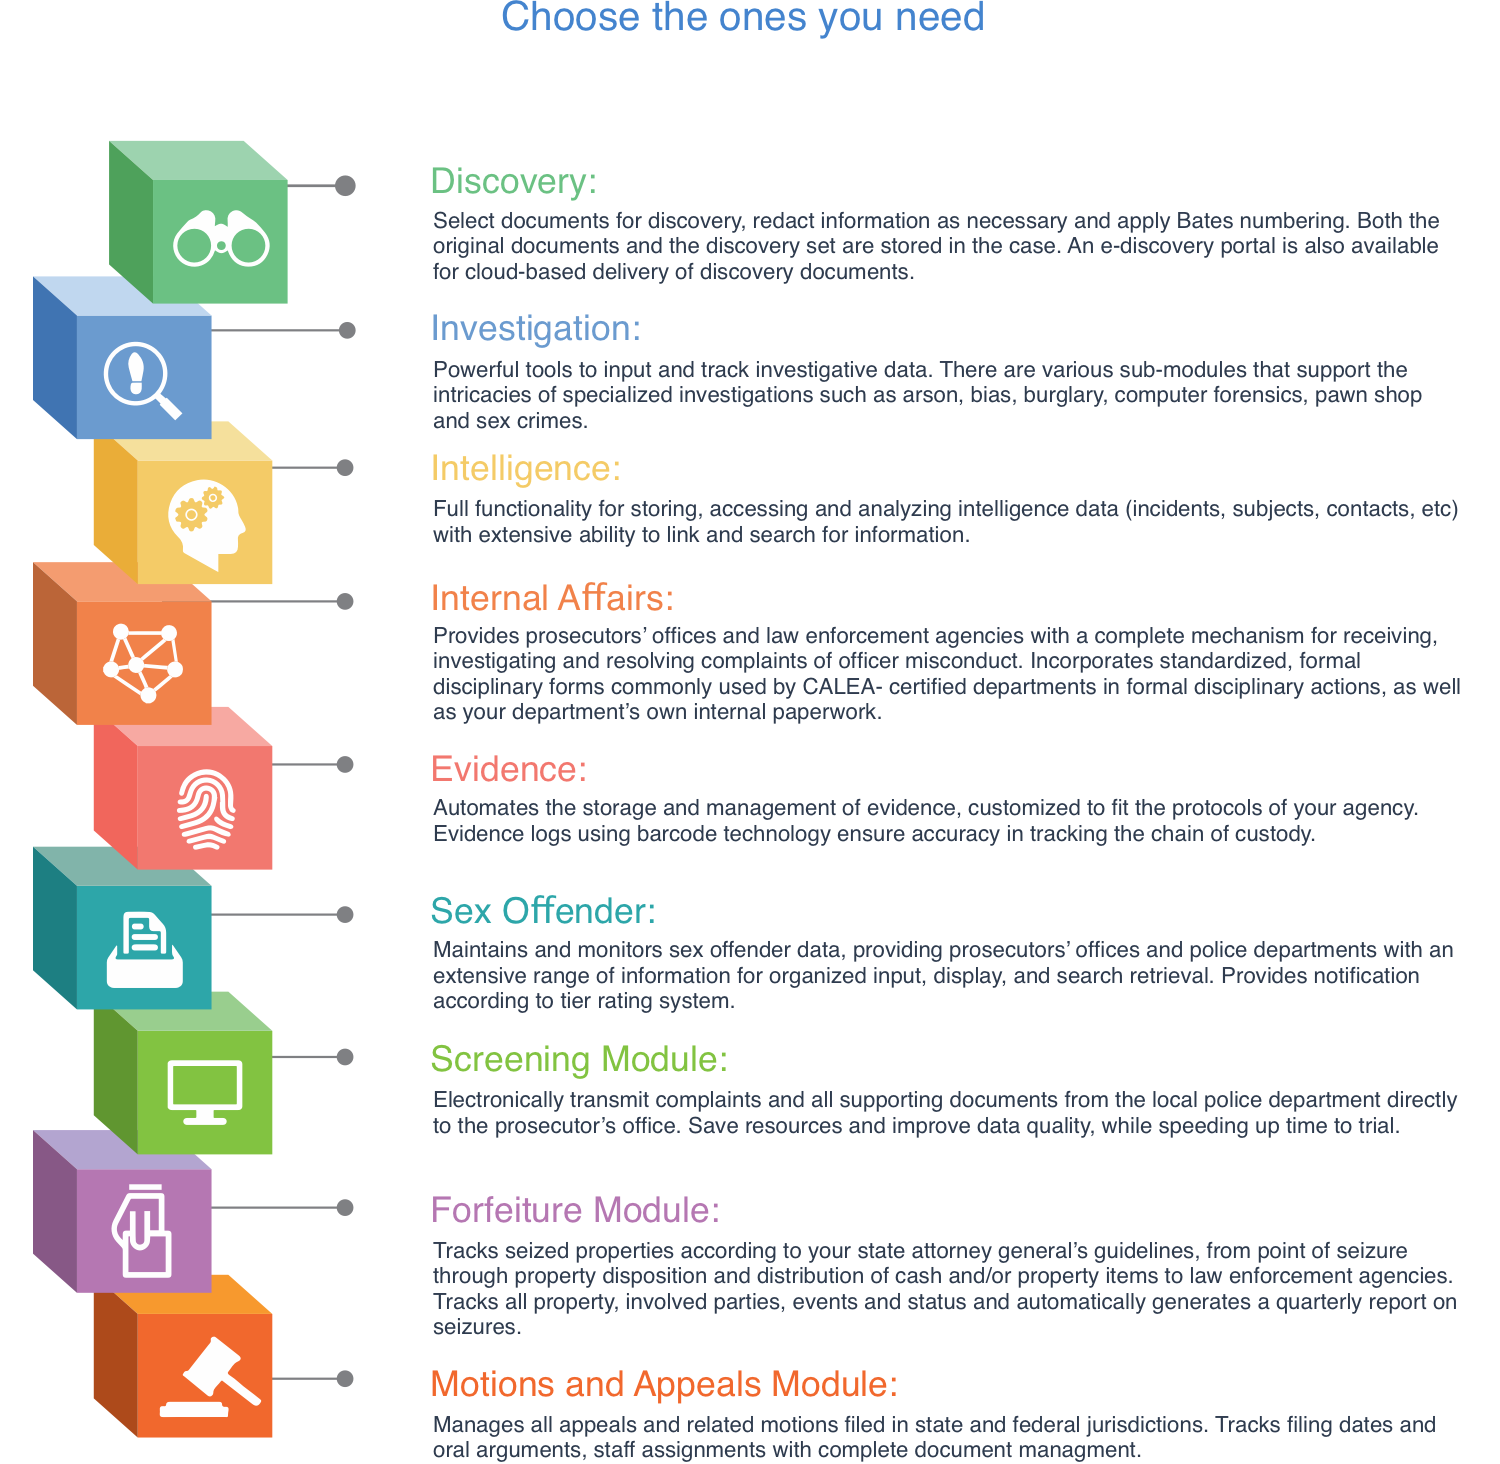 Choose the ones you need
Discovery:
Select documents for discovery, redact information as necessary and apply Bates numbering. Both the
original documents and the discovery set are stored in the case. An e-discovery portal is also available
for cloud-based delivery of discovery documents.
Investigation:
Powerful tools to input and track investigative data. There are various sub-modules that support the
intricacies of specialized investigations such as arson, bias, burglary, computer forensics, pawn shop
and sex crimes.
Intelligence:
Full functionality for storing, accessing and analyzing intelligence data (incidents, subjects, contacts, etc)
with extensive ability to link and search for information.
Internal Affairs:
Provides prosecutors’ offices and law enforcement agencies with a complete mechanism for receiving,
investigating and resolving complaints of officer misconduct. Incorporates standardized, formal
disciplinary forms commonly used by CALEA- certified departments in formal disciplinary actions, as well
as your department’s own internal paperwork.
Evidence:
Automates the storage and management of evidence, customized to fit the protocols of your agency.
Evidence logs using barcode technology ensure accuracy in tracking the chain of custody.
Sex Offender:
Maintains and monitors sex offender data, providing prosecutors’ offices and police departments with an
extensive range of information for organized input, display, and search retrieval. Provides notification
according to tier rating system.
Screening Module:
Electronically transmit complaints and all supporting documents from the local police department directly
to the prosecutor’s office. Save resources and improve data quality, while speeding up time to trial.
Forfeiture Module:
Tracks seized properties according to your state attorney general’s guidelines, from point of seizure
through property disposition and distribution of cash and/or property items to law enforcement agencies.
Tracks all property, involved parties, events and status and automatically generates a quarterly report on
seizures.
Motions and Appeals Module:
Manages all appeals and related motions filed in state and federal jurisdictions. Tracks filing dates and
oral arguments, staff assignments with complete document managment.